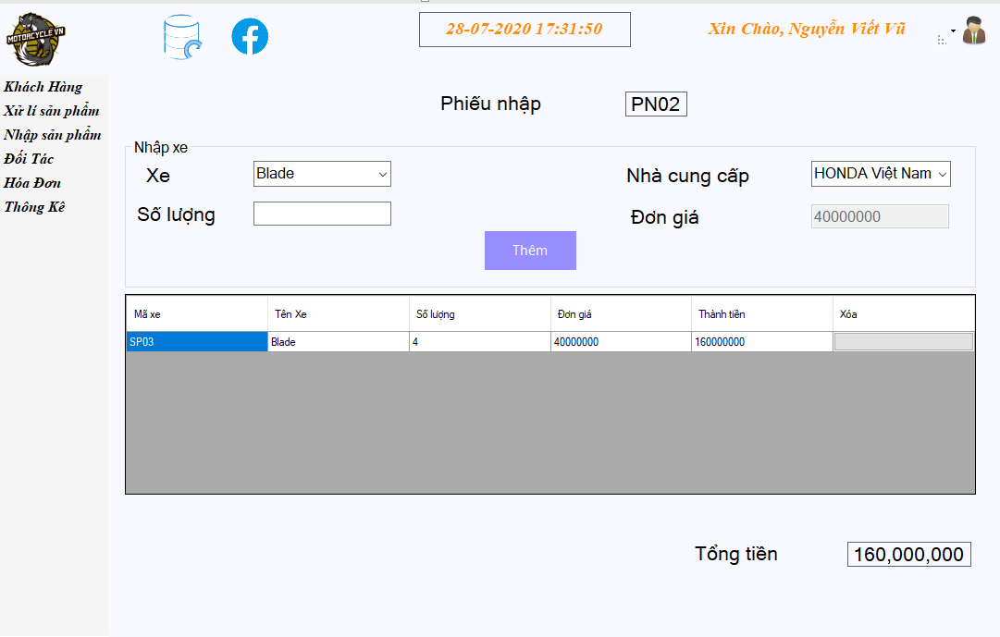 MOTORCYCLE VN
28-07-2020 17:31:50
Xin Chào, Nguyễn Viết Vũ
Khách Hàng
Xử lí sản phẩm
Nhập sản phẩm
Đối Tác
Hóa Đơn
Thống Kê
Phiếu nhập PN02
Nhập xe
Xe Blade Nhà cung cấp HONDA Việt Nam
Số lượng Đơn giá 40000000
Thêm
Mã xe Tên Xe Số lượng Đơn giá Thành tiền Xóa
SP03 Blade 4 40000000 160000000
Tổng tiền 160,000,000